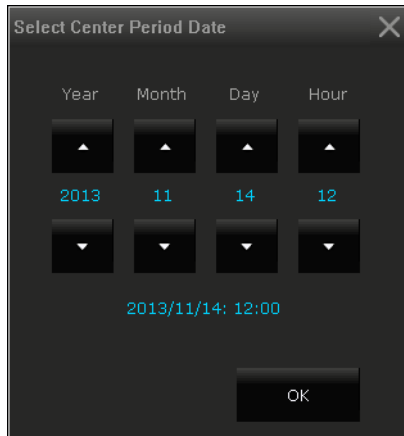 Select Center Period Date
Year Month Day Hour
2013 11 14 12
2013/11/14: 12:00
OK